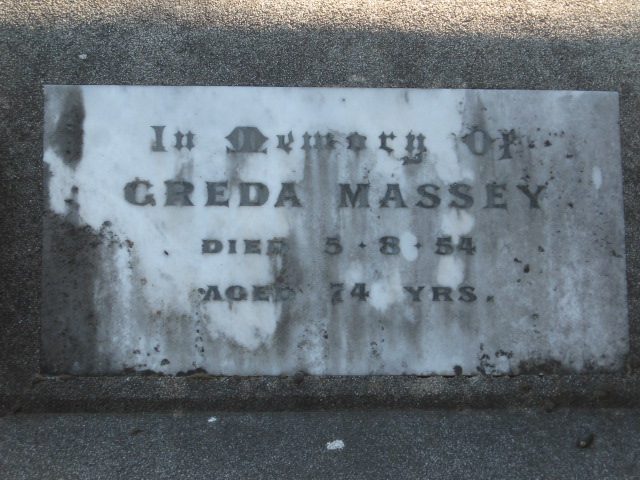 In Memory Of
GREDA MASSEY
DIED 5·8·54
AGED 74 YRS.